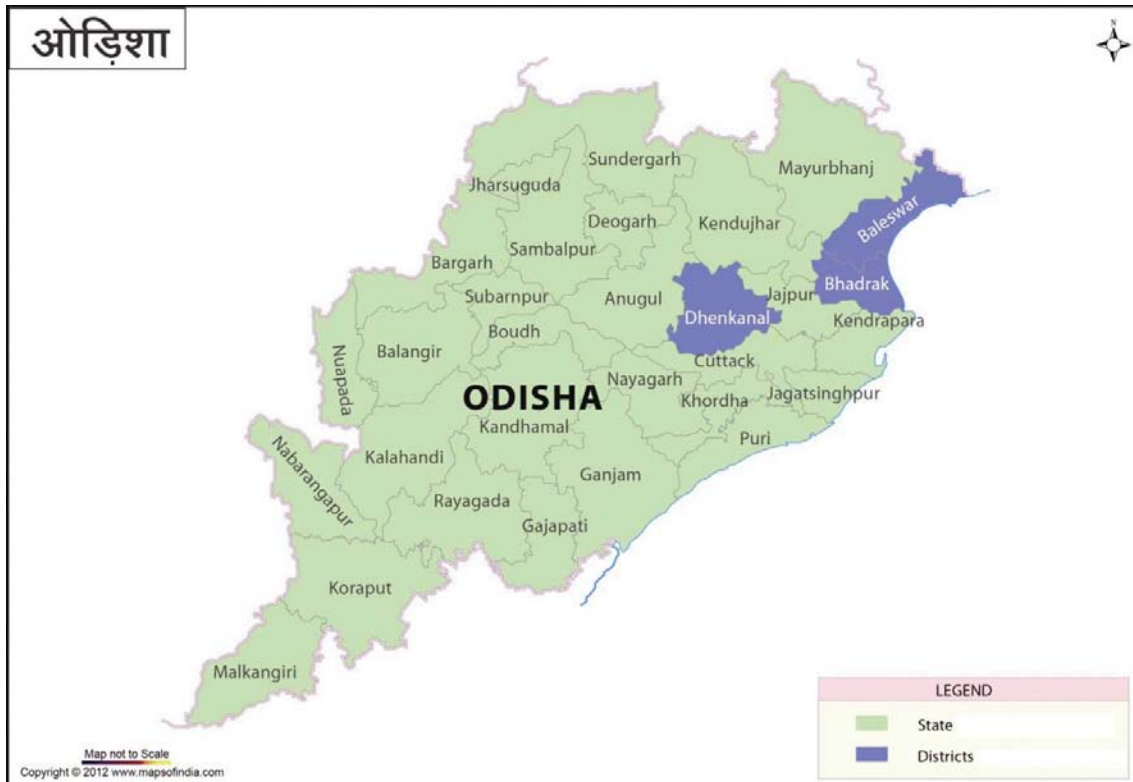 ओड़िशा
Sundergarh
Mayurbhanj
Jharsuguda
Deogarh
Kendujhar
Baleswar
Sambalpur
Bargarh
Bhadrak
Subarnpur
Anugul
Jajpur
Dhenkanal
Kendrapara
Boudh
Balangir
Cuttack
Nuapada
Nayagarh
ODISHA
Khordha
Jagatsinghpur
Kandhamal
Puri
Kalahandi
Ganjam
Nabarangapur
Rayagada
Gajapati
Koraput
Malkangiri
LEGEND
State
Districts
Map not to Scale
Copyright © 2012 www.mapsofindia.com